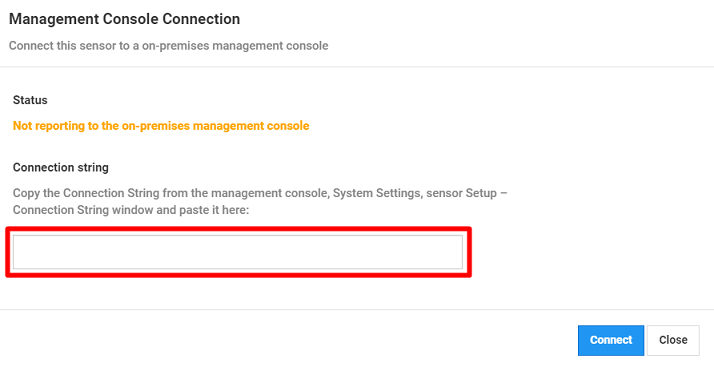 Management Console Connection
Connect this sensor to a on-premises management console
Status
Not reporting to the on-premises management console
Connection string
Copy the Connection String from the management console, System Settings, sensor Setup –
Connection String window and paste it here:
Connect Close